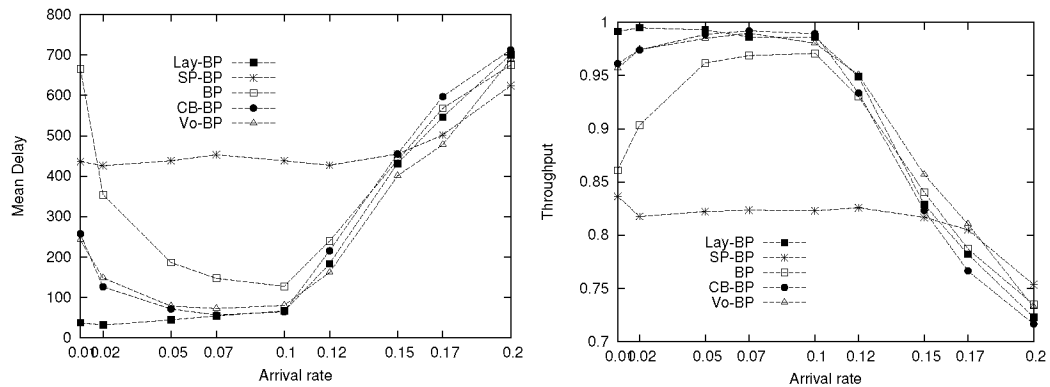 800
700
600
500
400
300
200
100
0
Mean Delay
Lay-BP
SP-BP
BP
CB-BP
Vo-BP
0.01 0.02 0.05 0.07 0.1 0.12 0.15 0.17 0.2
Arrival rate
1
0.95
0.9
0.85
0.8
0.75
0.7
Throughput
Lay-BP
SP-BP
BP
CB-BP
Vo-BP
0.01 0.02 0.05 0.07 0.1 0.12 0.15 0.17 0.2
Arrival rate